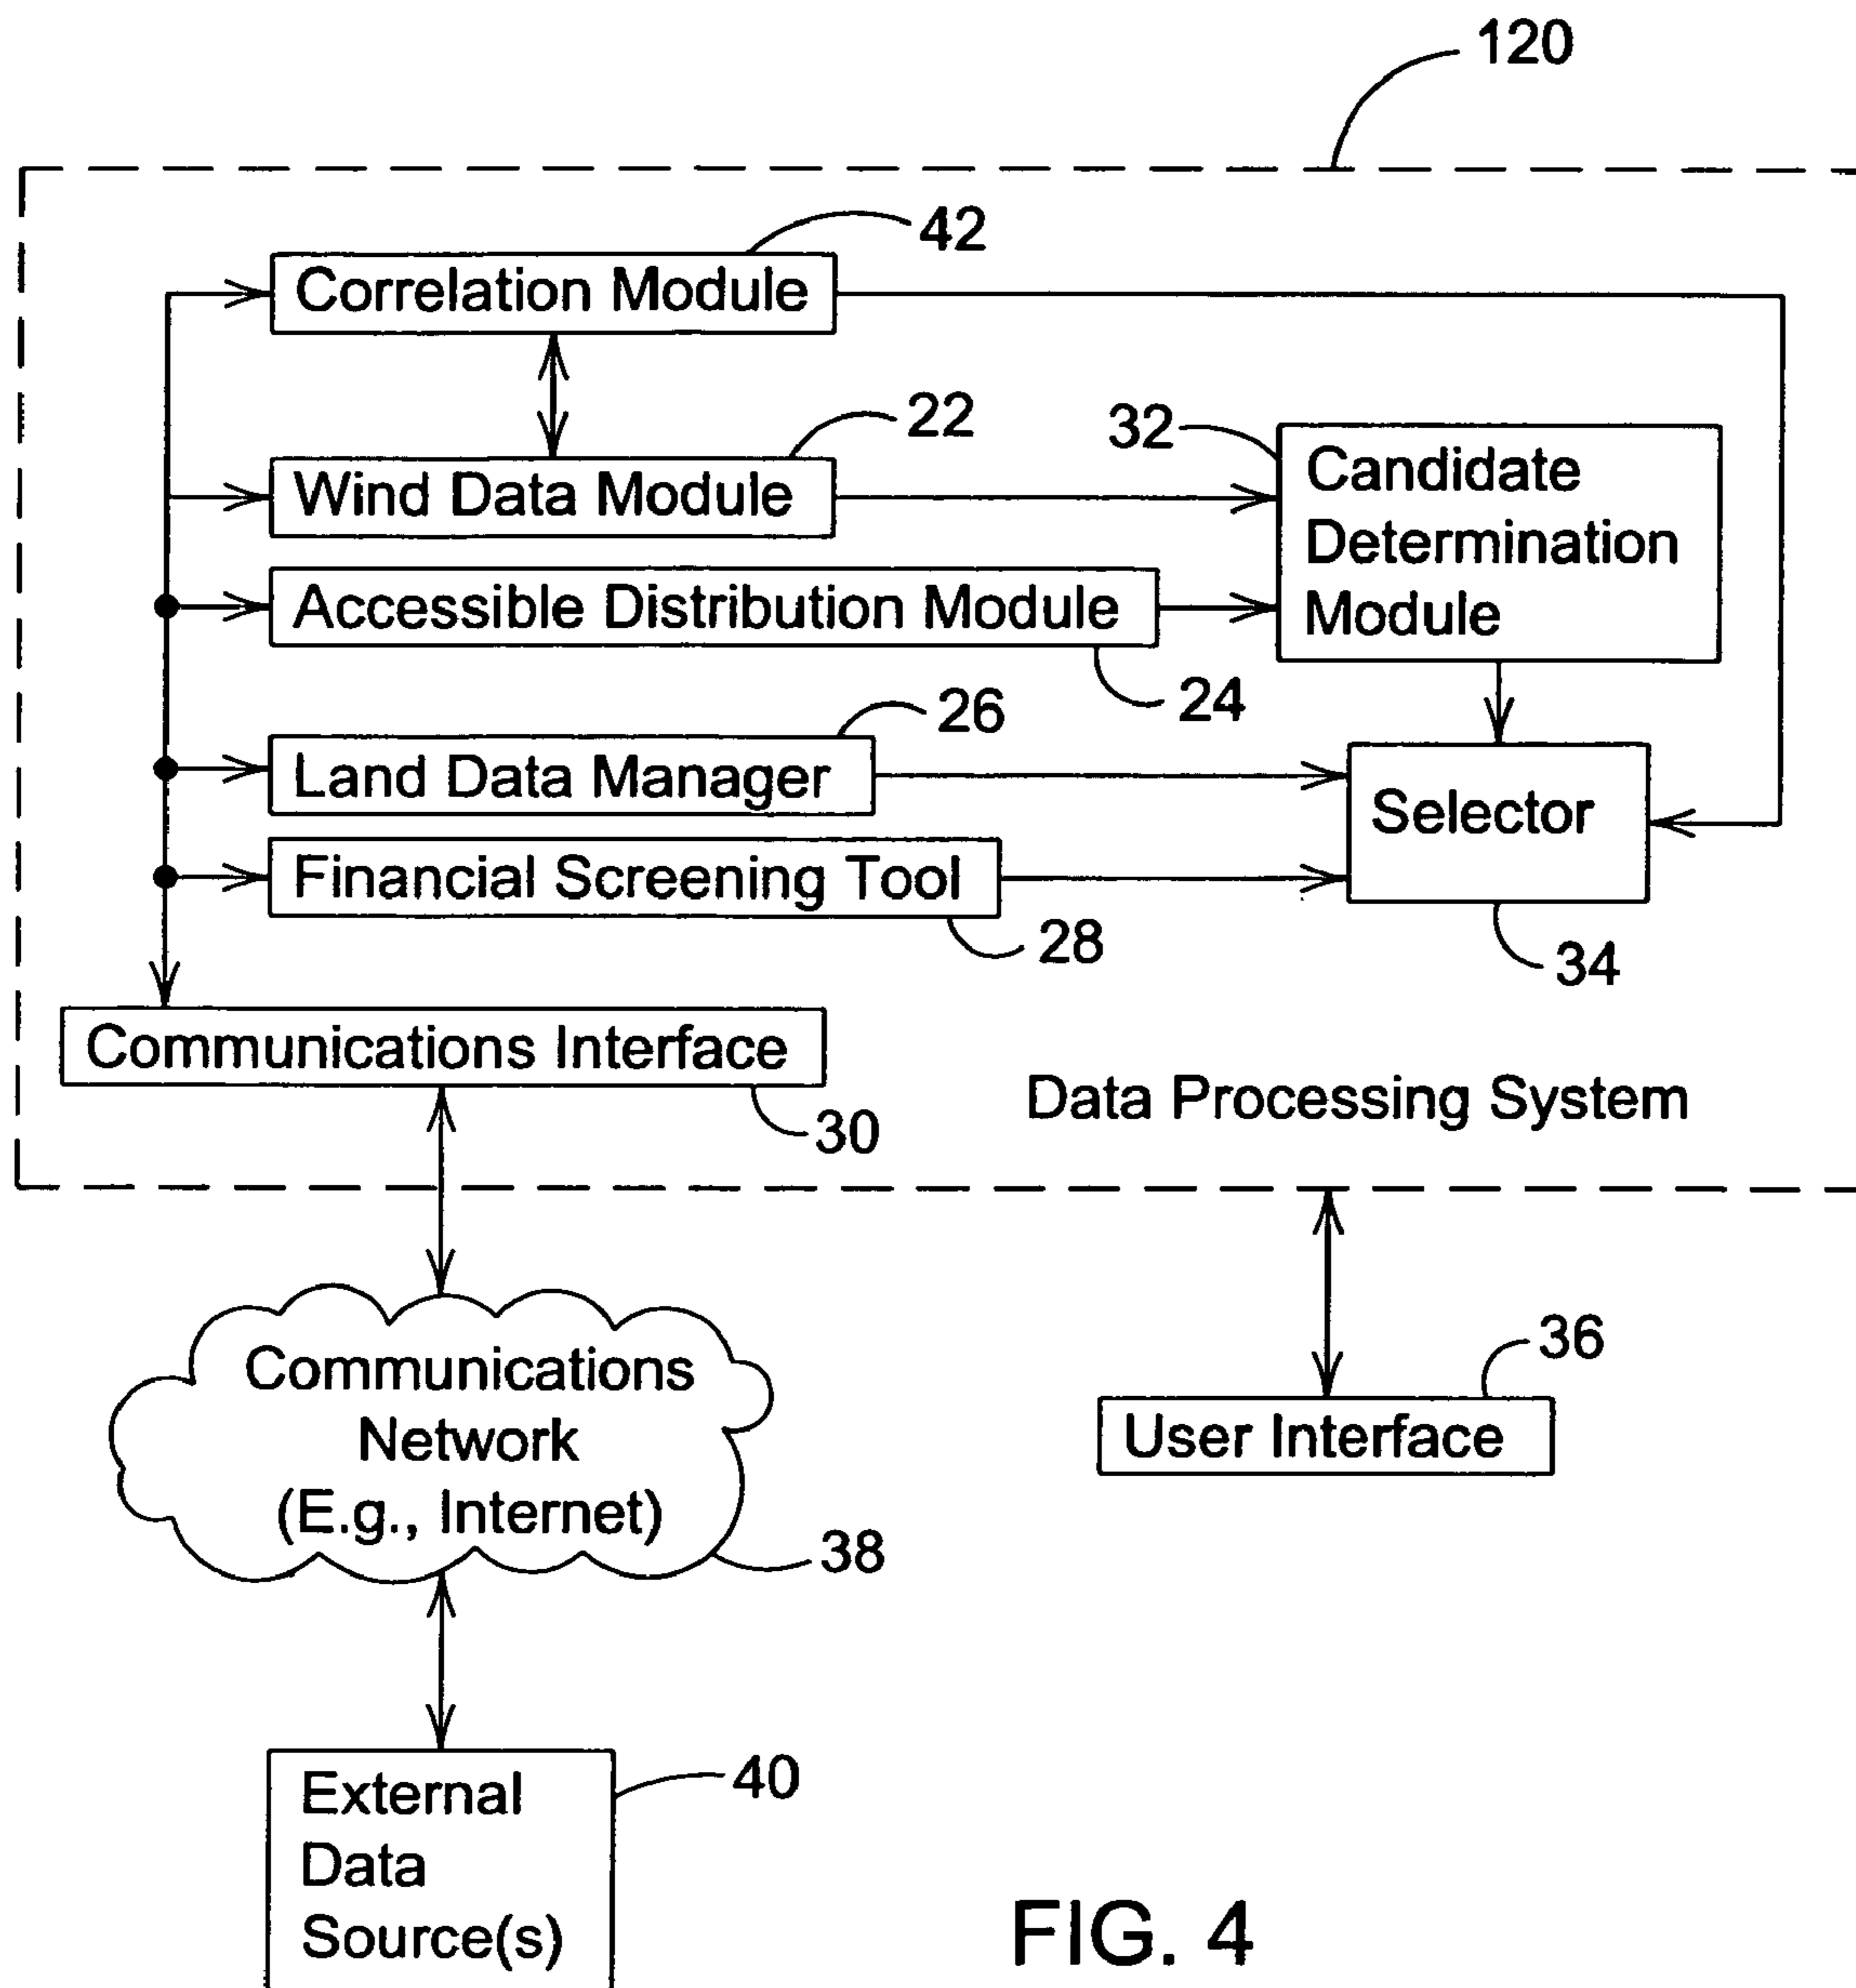 120
42
Correlation Module
22
Wind Data Module
32
Candidate
Determination
Module
Accessible Distribution Module
24
26
Land Data Manager
Selector
Financial Screening Tool
28
34
Communications Interface
30
Data Processing System
Communications
Network
(E.g., Internet)
38
36
User Interface
40
External
Data
Source(s)
FIG. 4